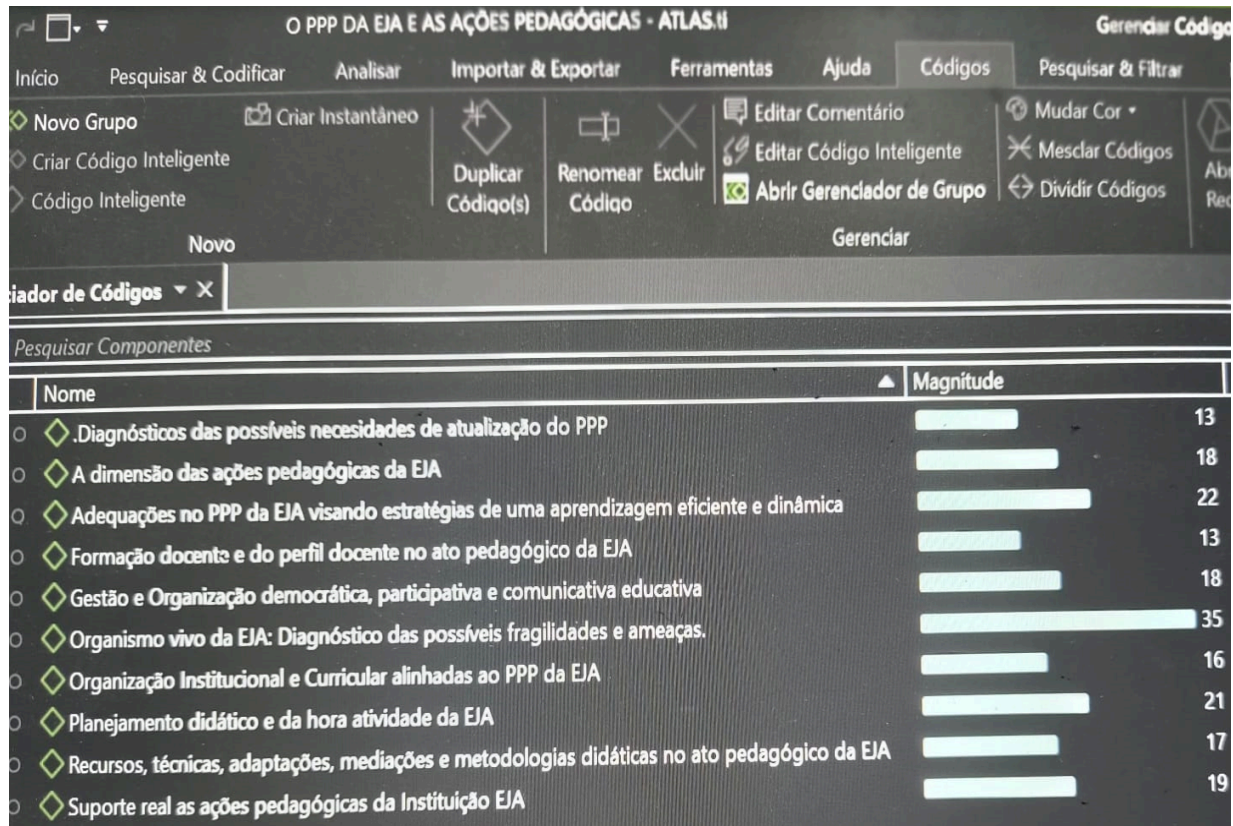 O PPP DA EJA E AS AÇÕES PEDAGÓGICAS - ATLAS.ti
Gerenciar Código
Início Pesquisar & Codificar Analisar Importar & Exportar Ferramentas Ajuda Códigos Pesquisar & Filtrar
Novo Grupo
Criar Código Inteligente
Código Inteligente
Criar Instantâneo
Novo
Duplicar
Código(s)
Renomear
Código
Excluir
Editar Comentário
Editar Código Inteligente
Abrir Gerenciador de Grupo
Mudar Cor
Mesclar Códigos
Dividir Códigos
Gerenciar
ciador de Códigos
Pesquisar Componentes
Nome Magnitude
.Diagnósticos das possíveis necesidades de atualização do PPP 13
A dimensão das ações pedagógicas da EJA 18
Adequações no PPP da EJA visando estratégias de uma aprendizagem eficiente e dinâmica 22
Formação docente e do perfil docente no ato pedagógico da EJA 13
Gestão e Organização democrática, participativa e comunicativa educativa 18
Organismo vivo da EJA: Diagnóstico das possíveis fragilidades e ameaças. 35
Organização Institucional e Curricular alinhadas ao PPP da EJA 16
Planejamento didático e da hora atividade da EJA 21
Recursos, técnicas, adaptações, mediações e metodologias didáticas no ato pedagógico da EJA 17
Suporte real as ações pedagógicas da Instituição EJA 19